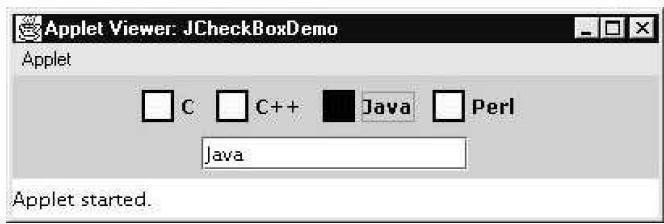 Applet Viewer: JCheckBoxDemo
Applet
C C++ Java Perl
Java
Applet started.